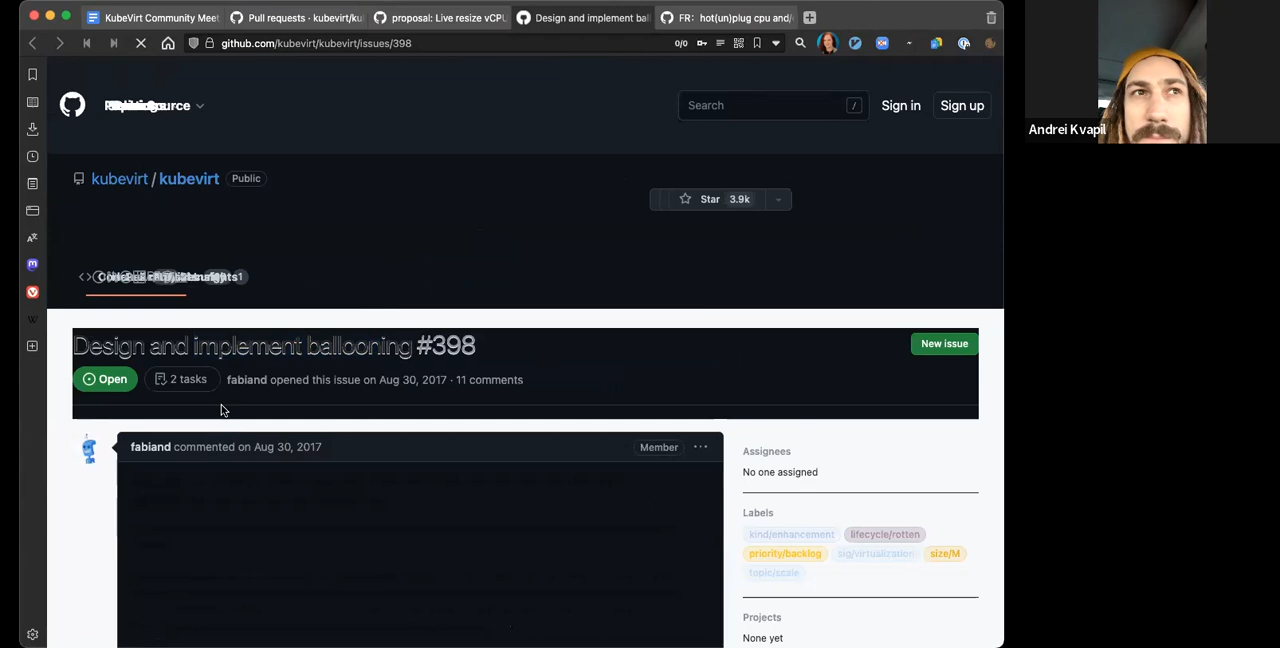 KubeVirt Community Meet
Pull requests · kubevirt/ku
proposal: Live resize vCPU
Design and implement bal
FR: hot(un)plug cpu and/
github.com/kubevirt/kubevirt/issues/398
0/0
Search
/
Sign in
Sign up
kubevirt / kubevirt
Public
Star 3.9k
1
Design and implement ballooning #398
New issue
Open
2 tasks
fabiand opened this issue on Aug 30, 2017 · 11 comments
fabiand commented on Aug 30, 2017
Member
Assignees
No one assigned
Labels
kind/enhancement
lifecycle/rotten
priority/backlog
sig/virtualization
size/M
topic/scale
Projects
None yet
Andrei Kvapil